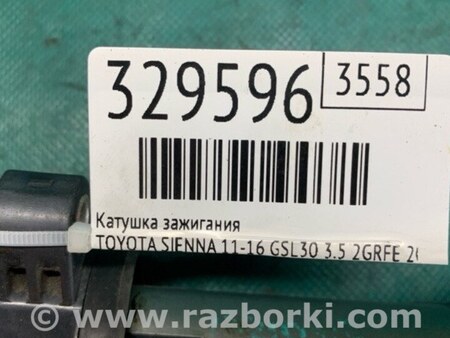 329596 3558
Катушка зажигания
TOYOTA SIENNA 11-16 GSL30 3.5 2GRFE
www.razborki.com